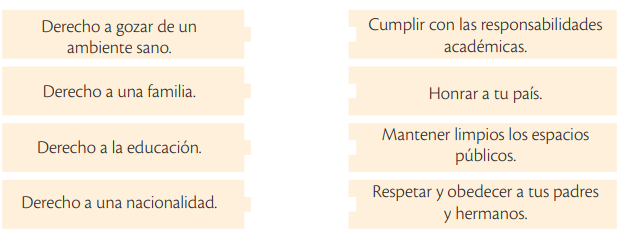 Derecho a gozar de un
ambiente sano.
Cumplir con las responsabilidades
académicas.
Derecho a una familia.
Honrar a tu país.
Derecho a la educación.
Mantener limpios los espacios
públicos.
Derecho a una nacionalidad.
Respetar y obedecer a tus padres
y hermanos.